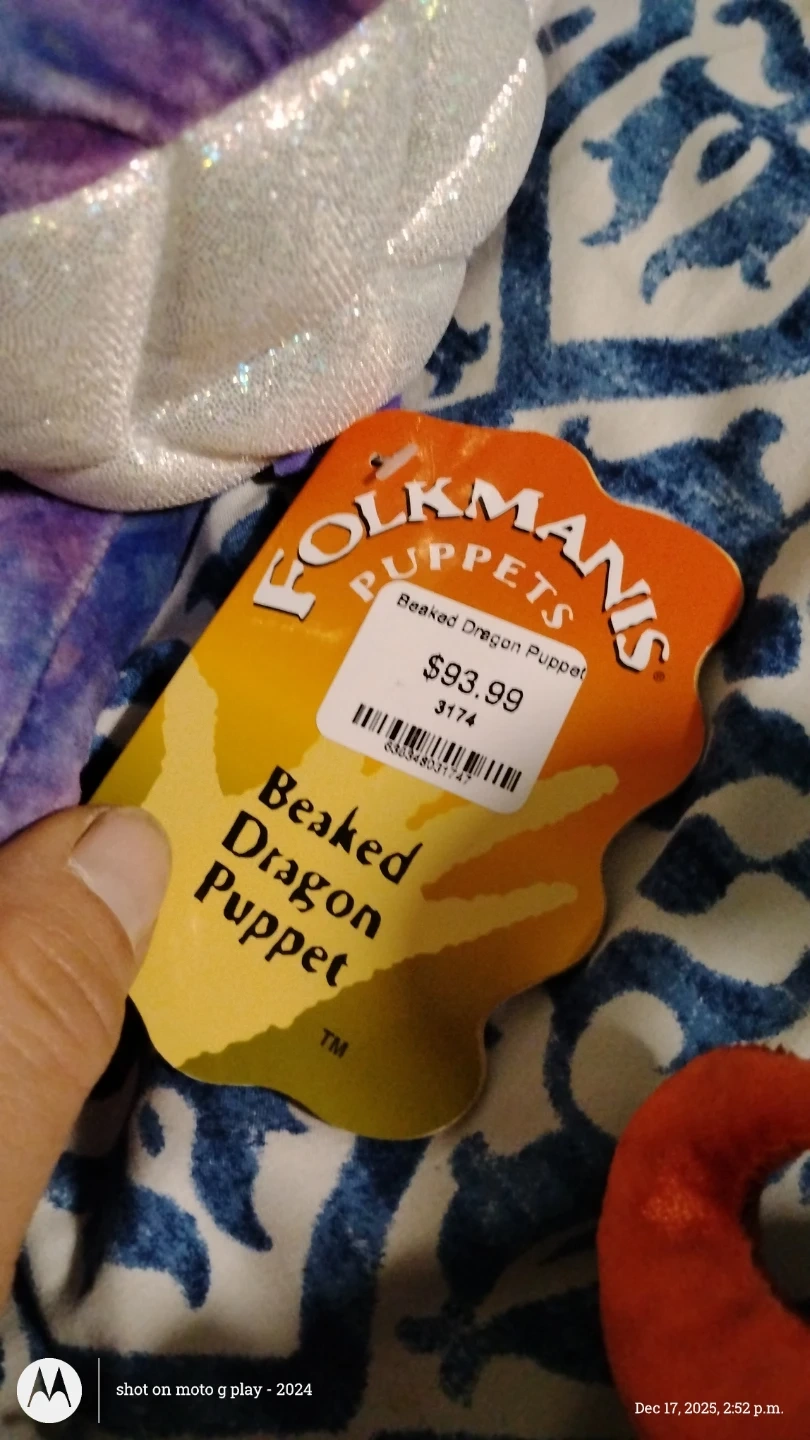 FOLKMANIS®
PUPPETS
Beaked Dragon Puppet
$93.99
3174
638348031747
Beaked
Dragon
Puppet
TM
shot on moto g play - 2024
Dec 17, 2025, 2:52 p.m.